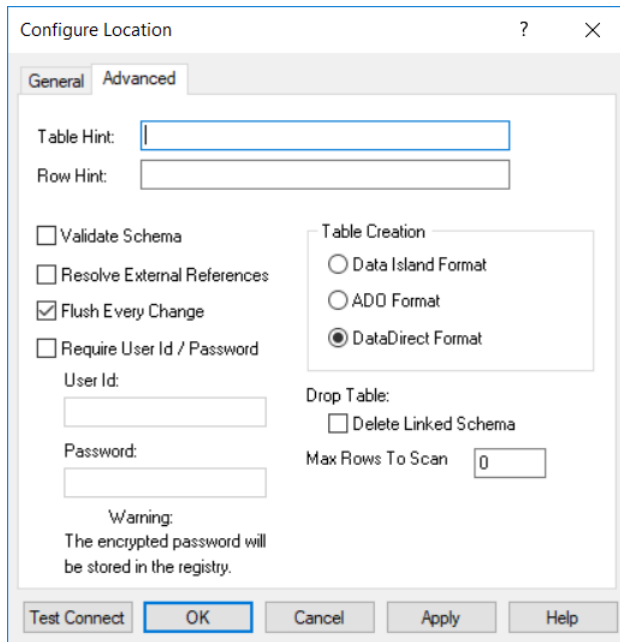 Configure Location
?
General
Advanced
Table Hint:
Row Hint:
Validate Schema
Resolve External References
Flush Every Change
Require User Id / Password
User Id:
Password:
Warning:
The encrypted password will
be stored in the registry.
Table Creation
Data Island Format
ADO Format
DataDirect Format
Drop Table:
Delete Linked Schema
Max Rows To Scan
0
Test Connect
OK
Cancel
Apply
Help